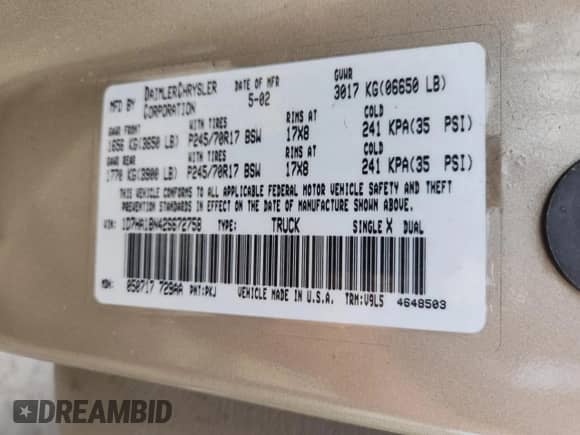 MFD BY DAIMLERCHRYSLER CORPORATION DATE OF MFR 5-02 GVWR 3017 KG(06650 LB)
GAWR FRONT WITH TIRES RIMS AT COLD
1656 KG(3650 LB) P245/70R17 BSW 17X8 241 KPA(35 PSI)
GAWR REAR WITH TIRES RIMS AT COLD
1770 KG(3900 LB) P245/70R17 BSW 17X8 241 KPA(35 PSI)
THIS VEHICLE CONFORMS TO ALL APPLICABLE FEDERAL MOTOR VEHICLE SAFETY AND THEFT
PREVENTION STANDARDS IN EFFECT ON THE DATE OF MANUFACTURE SHOWN ABOVE.
VIN: 1D7HA18N42S672758 TYPE: TRUCK SINGLE X DUAL
MDH: 050717 729AA PNT:PKJ VEHICLE MADE IN U.S.A. TRM:V9L5 4648503
DREAMBID